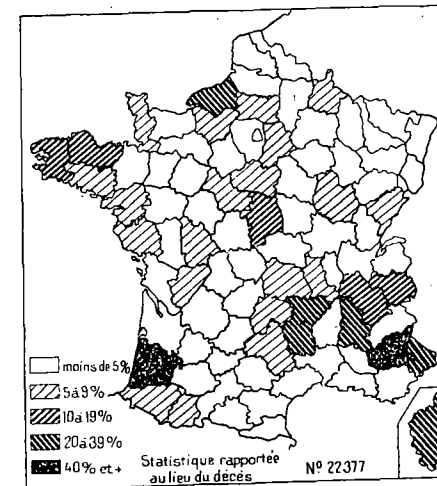 moins de 5%
5 à 9%
10 à 19%
20 à 39%
40% et +
Statistique rapportée
au lieu du décès
Nº 22377